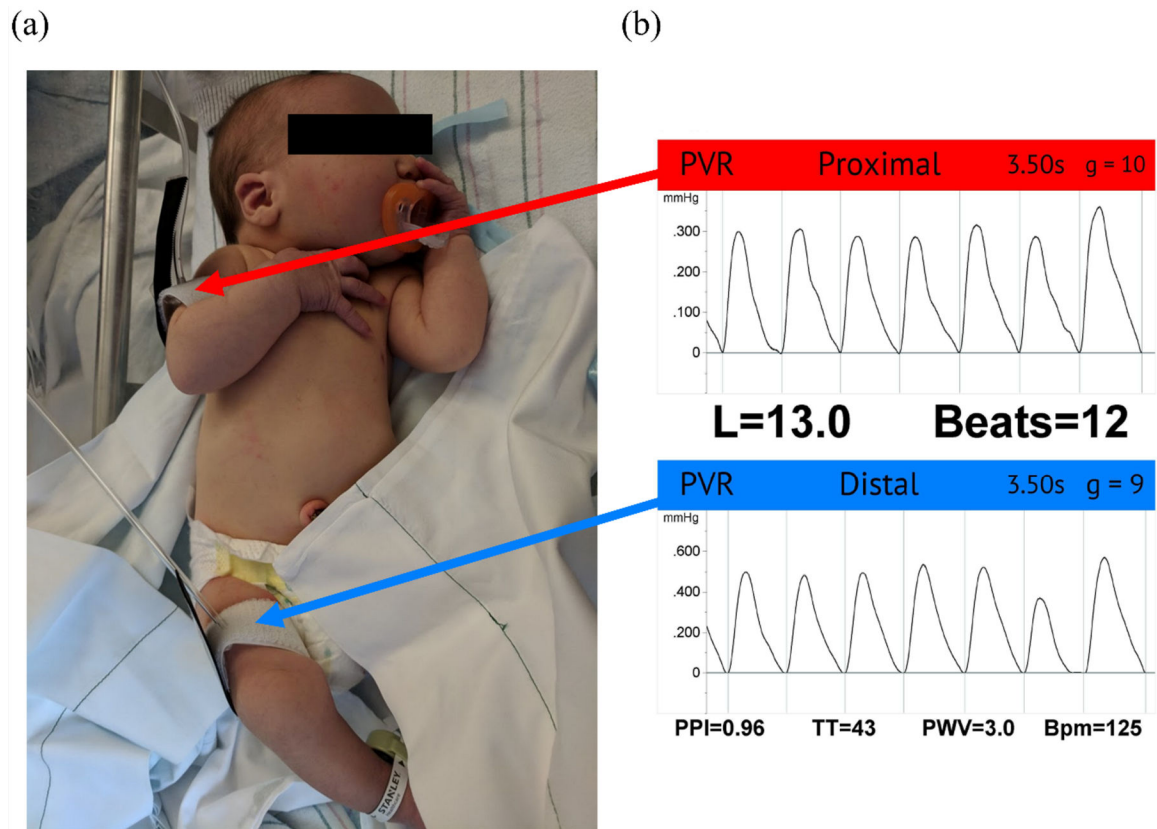 (a)
(b)
PVR Proximal 3.50s g = 10
mmHg
.300
.200
.100
0
L=13.0 Beats=12
PVR Distal 3.50s g = 9
mmHg
.600
.400
.200
0
PPI=0.96 TT=43 PWV=3.0 Bpm=125
STANLEY